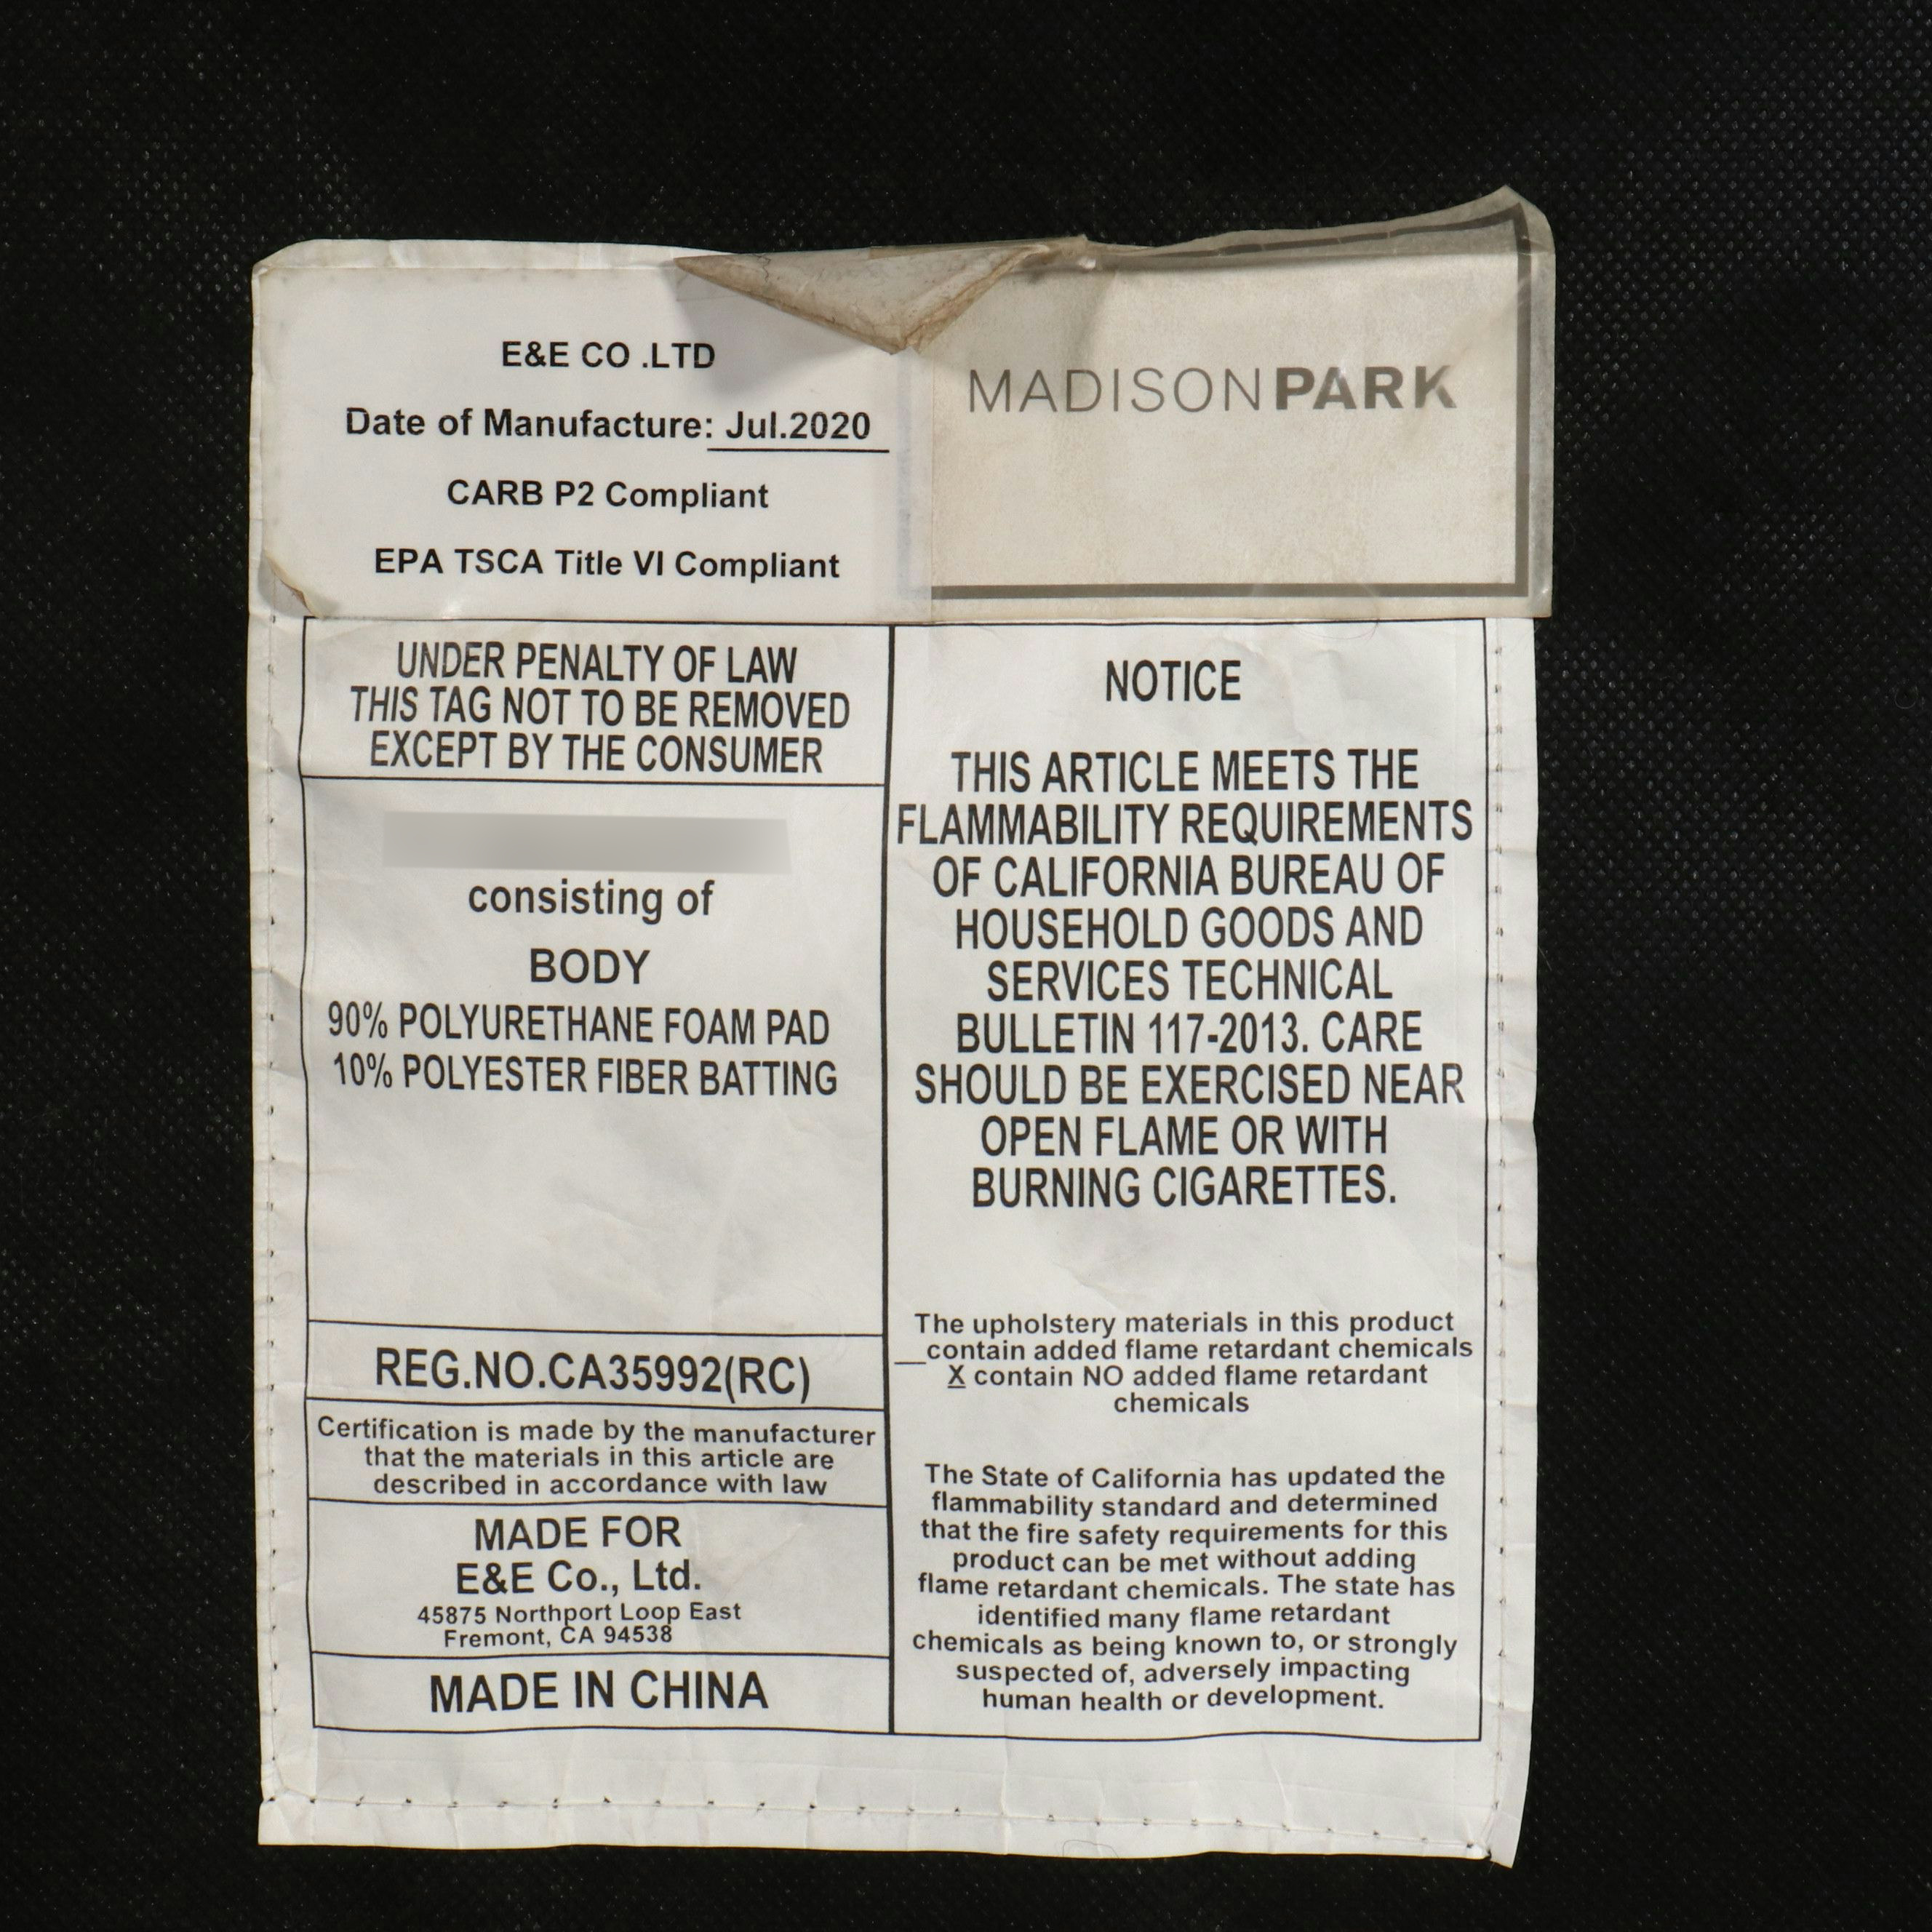 E&E CO .LTD
Date of Manufacture: Jul.2020
CARB P2 Compliant
EPA TSCA Title VI Compliant
MADISONPARK
UNDER PENALTY OF LAW
THIS TAG NOT TO BE REMOVED
EXCEPT BY THE CONSUMER
consisting of
BODY
90% POLYURETHANE FOAM PAD
10% POLYESTER FIBER BATTING
REG.NO.CA35992(RC)
Certification is made by the manufacturer
that the materials in this article are
described in accordance with law
MADE FOR
E&E Co., Ltd.
45875 Northport Loop East
Fremont, CA 94538
MADE IN CHINA
NOTICE
THIS ARTICLE MEETS THE
FLAMMABILITY REQUIREMENTS
OF CALIFORNIA BUREAU OF
HOUSEHOLD GOODS AND
SERVICES TECHNICAL
BULLETIN 117-2013. CARE
SHOULD BE EXERCISED NEAR
OPEN FLAME OR WITH
BURNING CIGARETTES.
The upholstery materials in this product
__contain added flame retardant chemicals
X contain NO added flame retardant
chemicals
The State of California has updated the
flammability standard and determined
that the fire safety requirements for this
product can be met without adding
flame retardant chemicals. The state has
identified many flame retardant
chemicals as being known to, or strongly
suspected of, adversely impacting
human health or development.